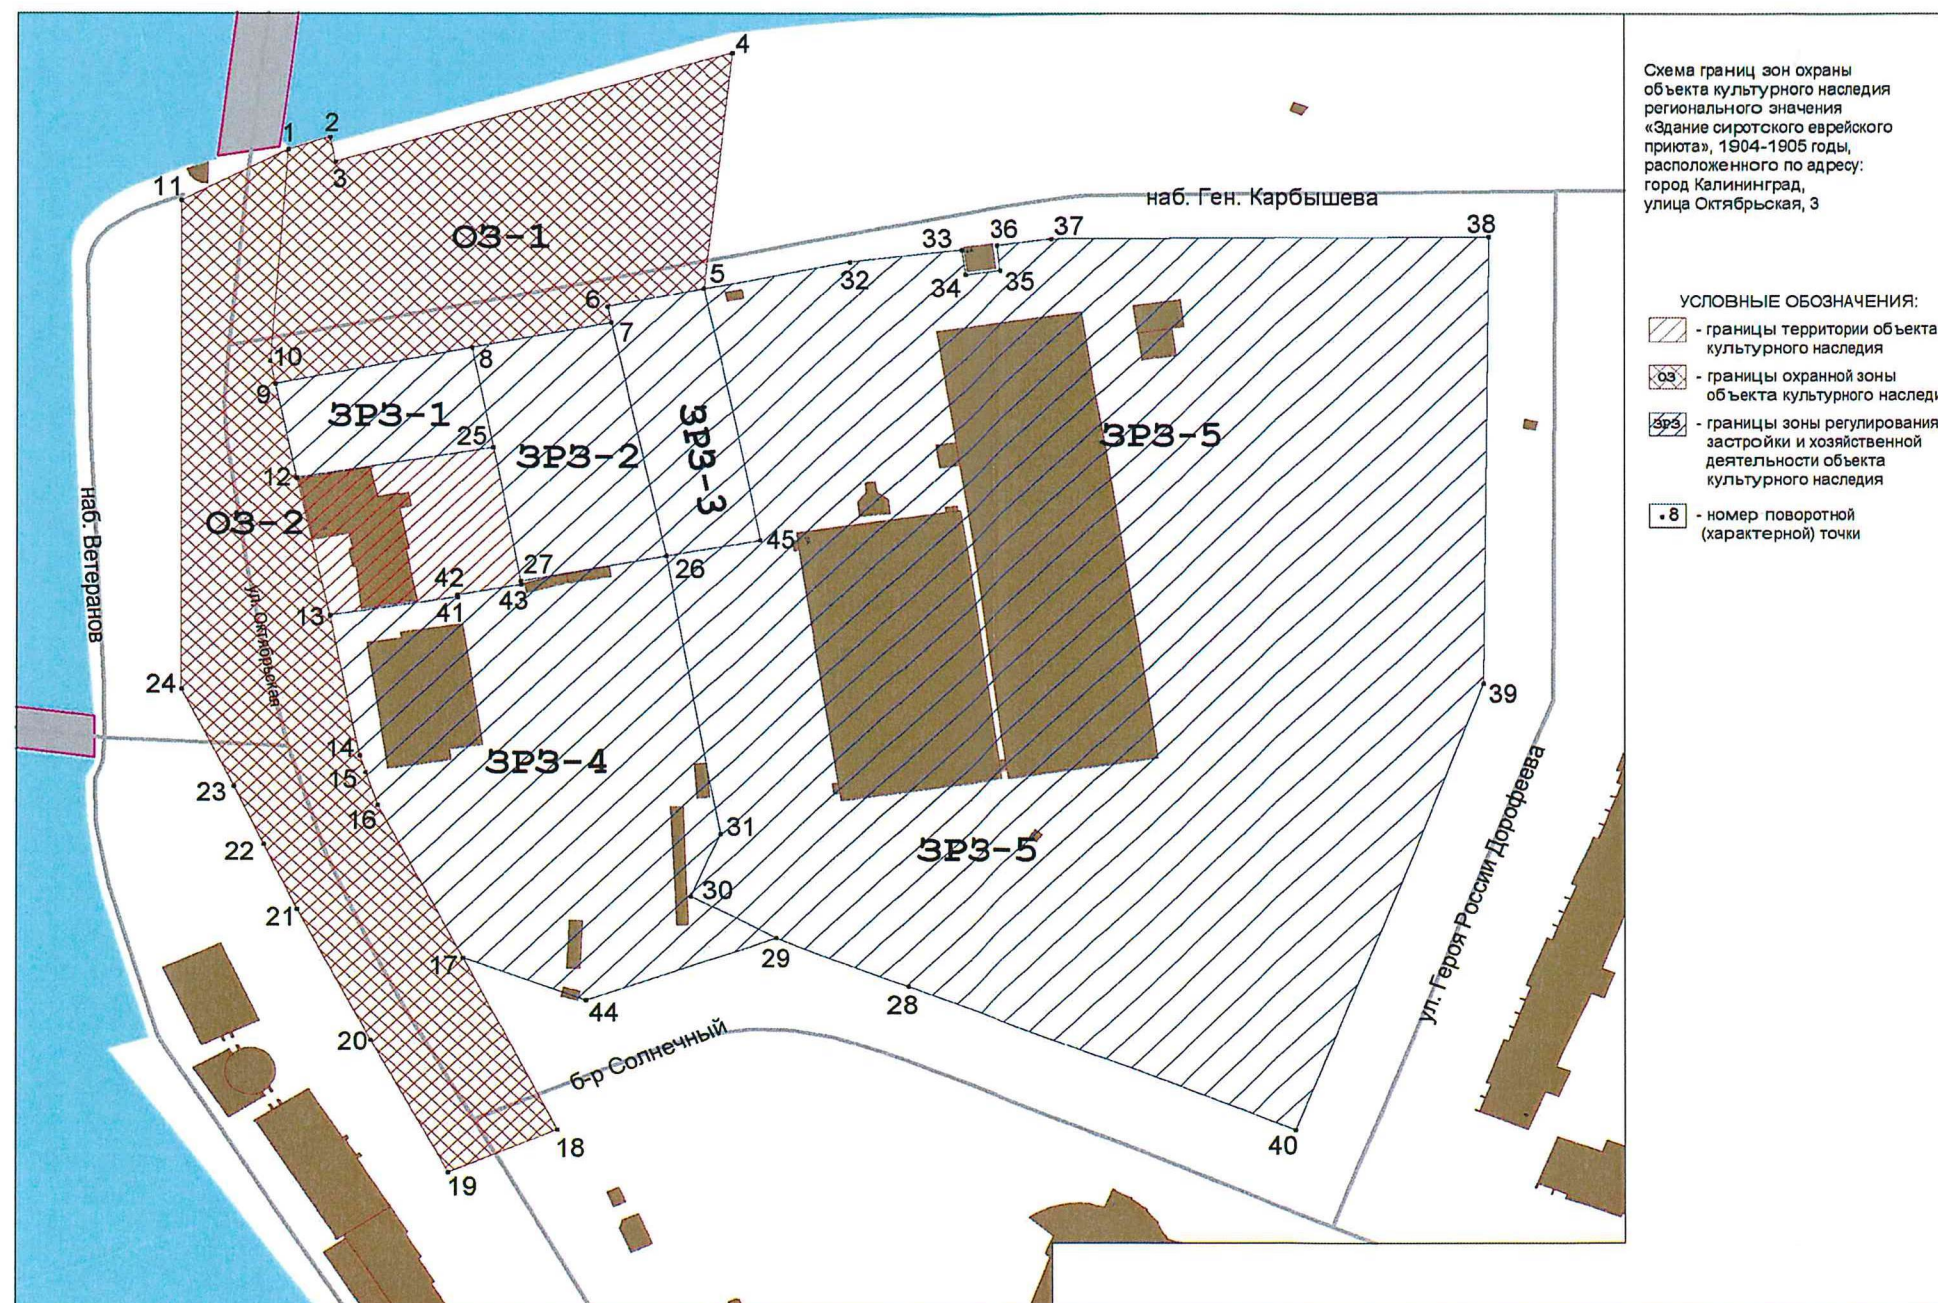 4
2
1
3
11
ОЗ-1
наб. Ген. Карбышева
36
37
38
33
5
32
34
35
6
7
10
8
9
ЗРЗ-1
25
ЗРЗ-2
ЗРЗ-3
ЗРЗ-5
12
ОЗ-2
наб. Ветеранов
45
27
26
42
41
43
13
ул. Октябрьская
24
39
14
ЗРЗ-4
15
23
16
31
22
ЗРЗ-5
ул. Героя России Дорофеева
30
21
17
29
28
44
20
б-р Солнечный
18
40
19
Схема границ зон охраны
объекта культурного наследия
регионального значения
«Здание сиротского еврейского
приюта», 1904-1905 годы,
расположенного по адресу:
город Калининград,
улица Октябрьская, 3
УСЛОВНЫЕ ОБОЗНАЧЕНИЯ:
- границы территории объекта
культурного наследия
ОЗ - границы охранной зоны
объекта культурного наследи
ЗРЗ - границы зоны регулирования
застройки и хозяйственной
деятельности объекта
культурного наследия
.8 - номер поворотной
(характерной) точки